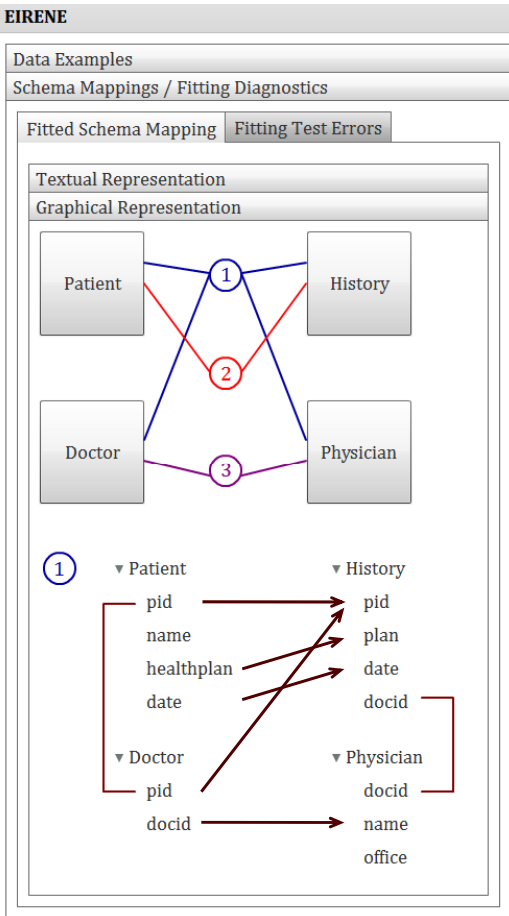 EIRENE
Data Examples
Schema Mappings / Fitting Diagnostics
Fitted Schema Mapping Fitting Test Errors
Textual Representation
Graphical Representation
Patient 1 History
2
Doctor 3 Physician
1 Patient History
pid pid
name plan
healthplan date
date docid
Doctor Physician
pid docid
docid name
office